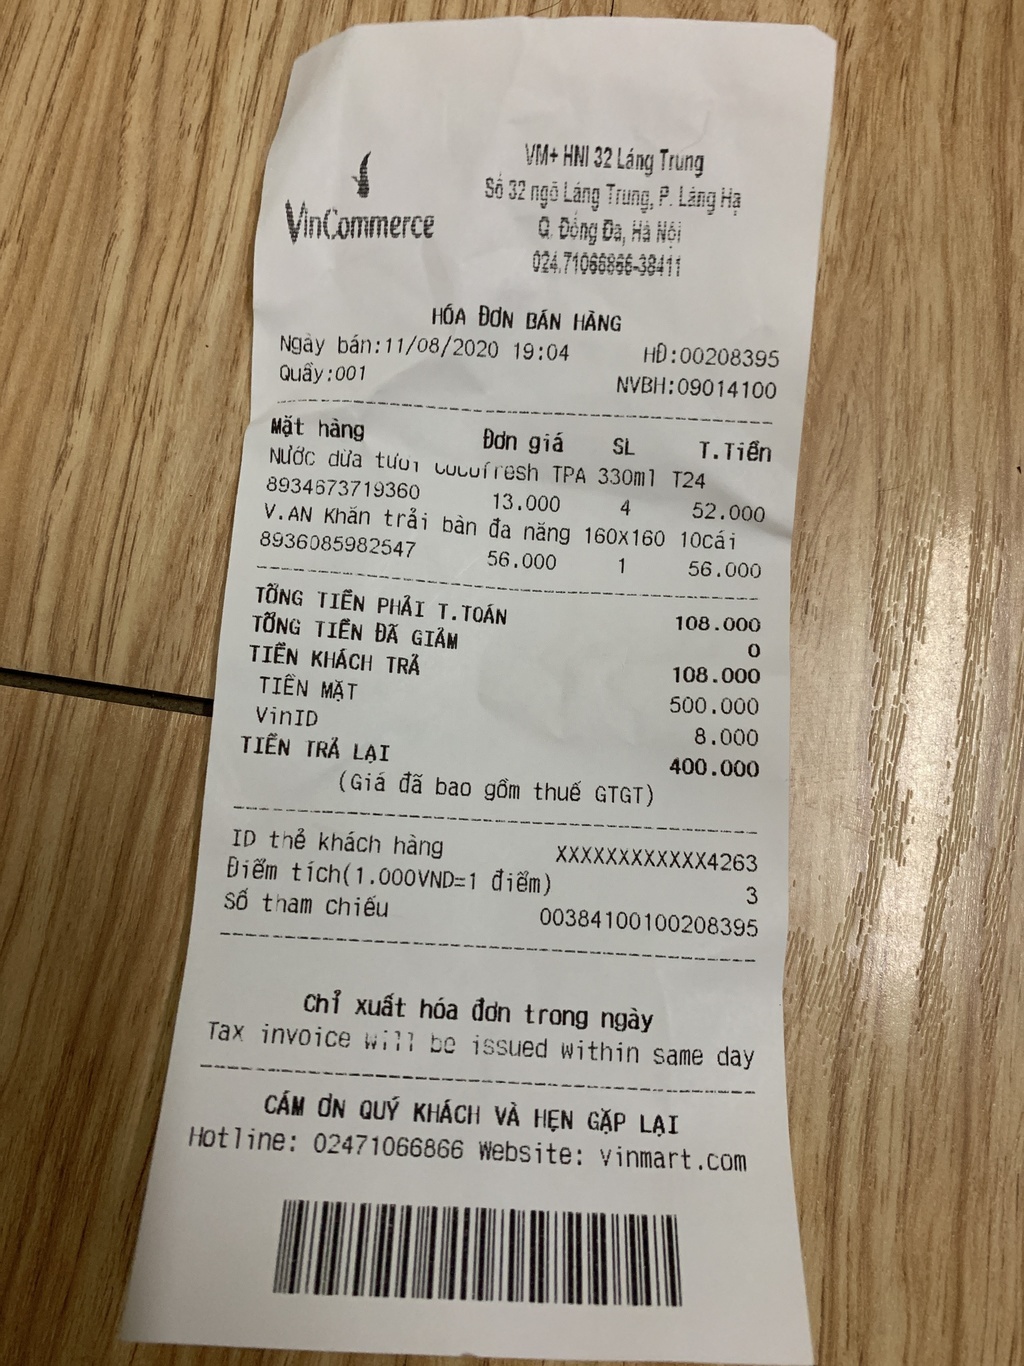 VinCommerce
VM+ HNI 32 Láng Trung
Số 32 ngõ Láng Trung, P. Láng Hạ
Q. Đống Đa, Hà Nội
024.71066866-38411
HÓA ĐƠN BÁN HÀNG
Ngày bán:11/08/2020 19:04 HĐ:00208395
Quầy:001 NVBH:09014100
Mặt hàng Đơn giá SL T.Tiền
Nước dừa tươi Cocofresh TPA 330ml T24
8934673719360 13.000 4 52.000
V.AN Khăn trải bàn đa năng 160x160 10cái
8936085982547 56.000 1 56.000
TỔNG TIỀN PHẢI T.TOÁN 108.000
TỔNG TIỀN ĐÃ GIẢM 0
TIỀN KHÁCH TRẢ 108.000
TIỀN MẶT 500.000
VinID 8.000
TIỀN TRẢ LẠI 400.000
(Giá đã bao gồm thuế GTGT)
ID thẻ khách hàng XXXXXXXXXXXX4263
Điểm tích(1.000VND=1 điểm) 3
Số tham chiếu 00384100100208395
Chỉ xuất hóa đơn trong ngày
Tax invoice will be issued within same day
CÁM ƠN QUÝ KHÁCH VÀ HẸN GẶP LẠI
Hotline: 02471066866 Website: vinmart.com